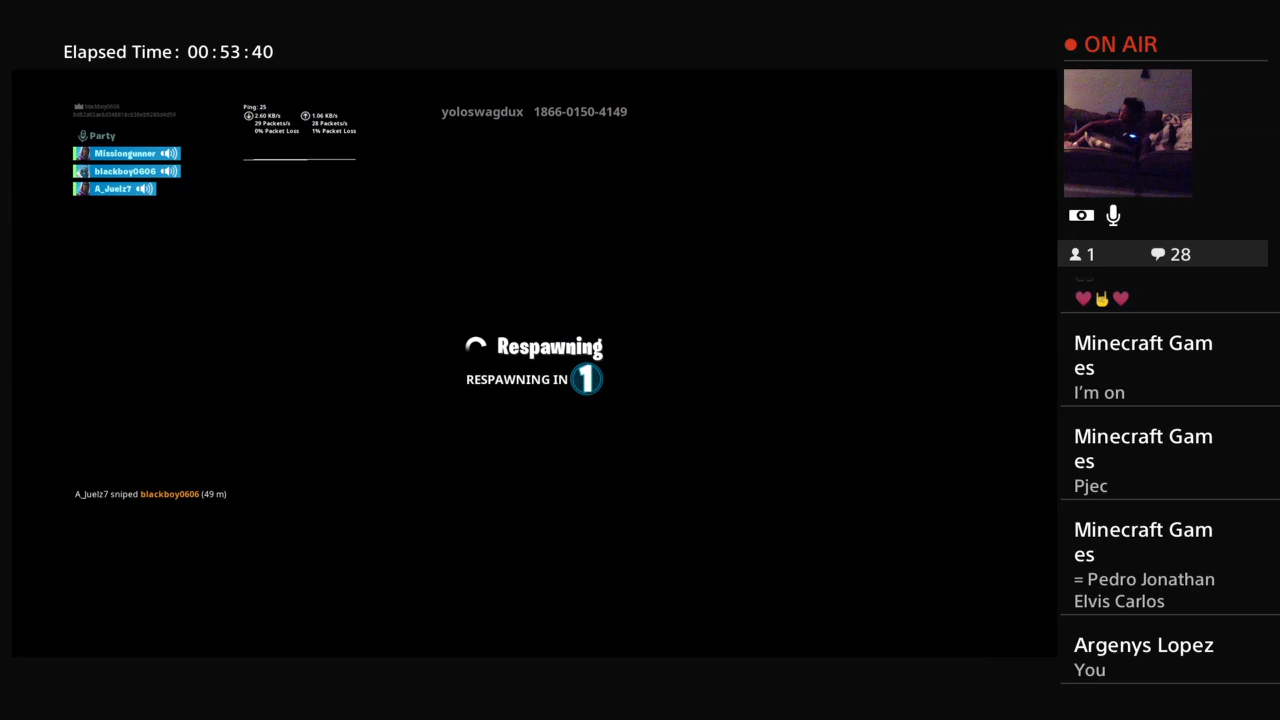 Elapsed Time: 00:53:40
ON AIR
blackboy0606
Party
Missiongunner
blackboy0606
A_Juelz7
Ping: 25
2.60 KB/s 1.06 KB/s
29 Packets/s 28 Packets/s
0% Packet Loss 1% Packet Loss
yoloswagdux 1866-0150-4149
Respawning
RESPAWNING IN 1
A_Juelz7 sniped blackboy0606 (49 m)
1 28
Minecraft Gam
es
I'm on
Minecraft Gam
es
Pjec
Minecraft Gam
es
= Pedro Jonathan
Elvis Carlos
Argenys Lopez
You